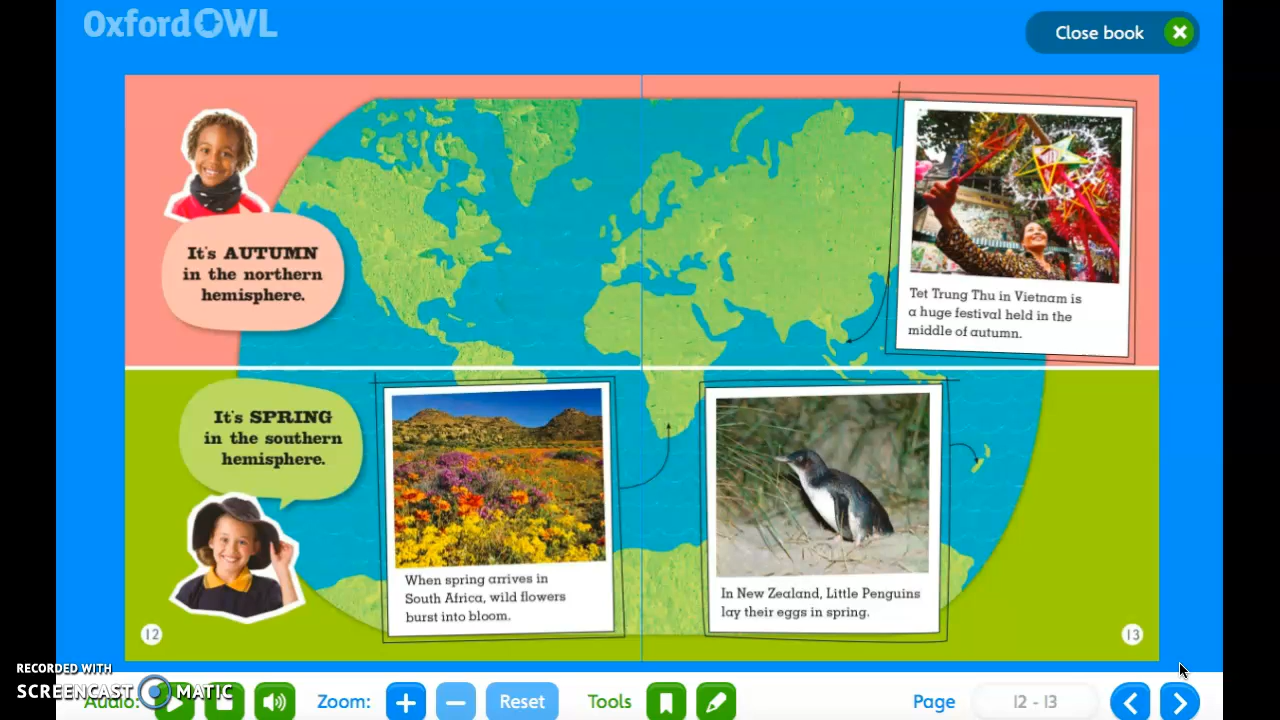 OxfordOWL
Close book
It's AUTUMN
in the northern
hemisphere.
Tet Trung Thu in Vietnam is
a huge festival held in the
middle of autumn.
It's SPRING
in the southern
hemisphere.
When spring arrives in
South Africa, wild flowers
burst into bloom.
In New Zealand, Little Penguins
lay their eggs in spring.
12
13
RECORDED WITH
SCREENCAST MATIC
Audio:
Zoom:
Reset
Tools
Page
12 - 13